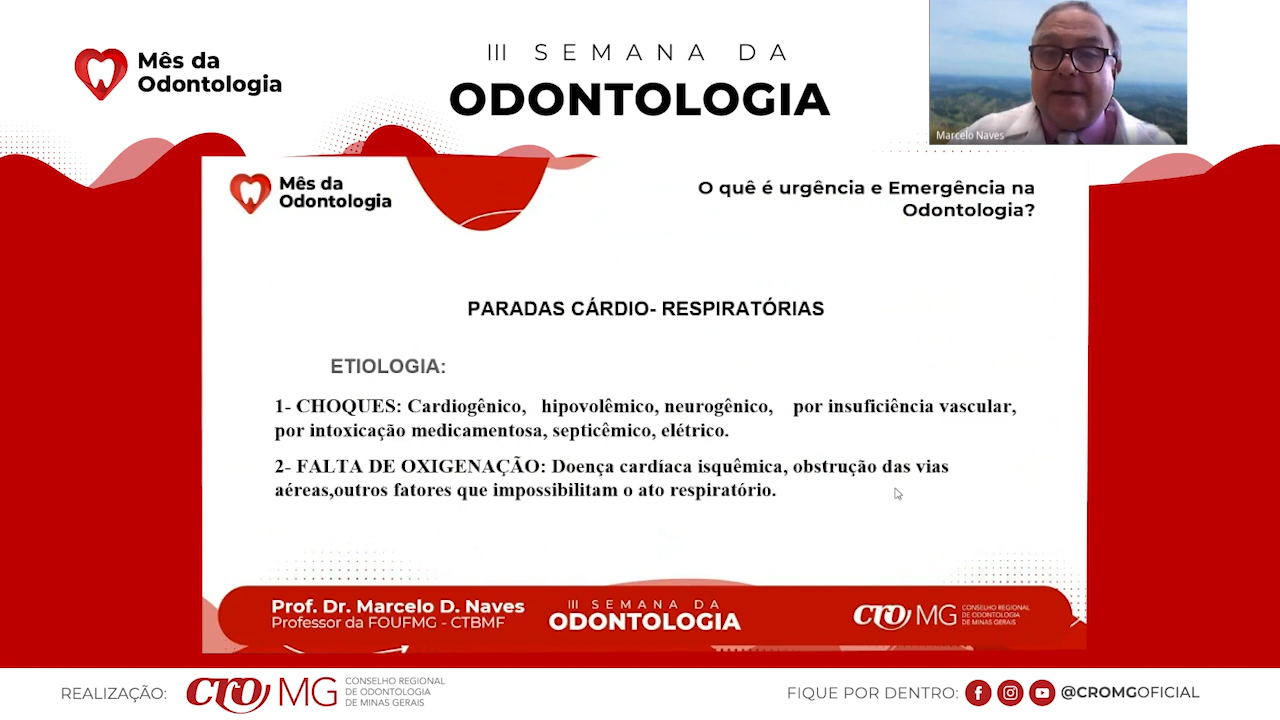 Mês da
Odontologia
III SEMANA DA
ODONTOLOGIA
Marcelo Naves
Mês da
Odontologia
O quê é urgência e Emergência na
Odontologia?
PARADAS CÁRDIO- RESPIRATÓRIAS
ETIOLOGIA:
1- CHOQUES: Cardiogênico, hipovolêmico, neurogênico, por insuficiência vascular,
por intoxicação medicamentosa, septicêmico, elétrico.
2- FALTA DE OXIGENAÇÃO: Doença cardíaca isquêmica, obstrução das vias
aéreas,outros fatores que impossibilitam o ato respiratório.
Prof. Dr. Marcelo D. Naves
Professor da FOUFMG - CTBMF
III SEMANA DA
ODONTOLOGIA
CRO MG
CONSELHO REGIONAL
DE ODONTOLOGIA
DE MINAS GERAIS
REALIZAÇÃO:
CRO MG
CONSELHO REGIONAL
DE ODONTOLOGIA
DE MINAS GERAIS
FIQUE POR DENTRO:
@CROMGOFICIAL